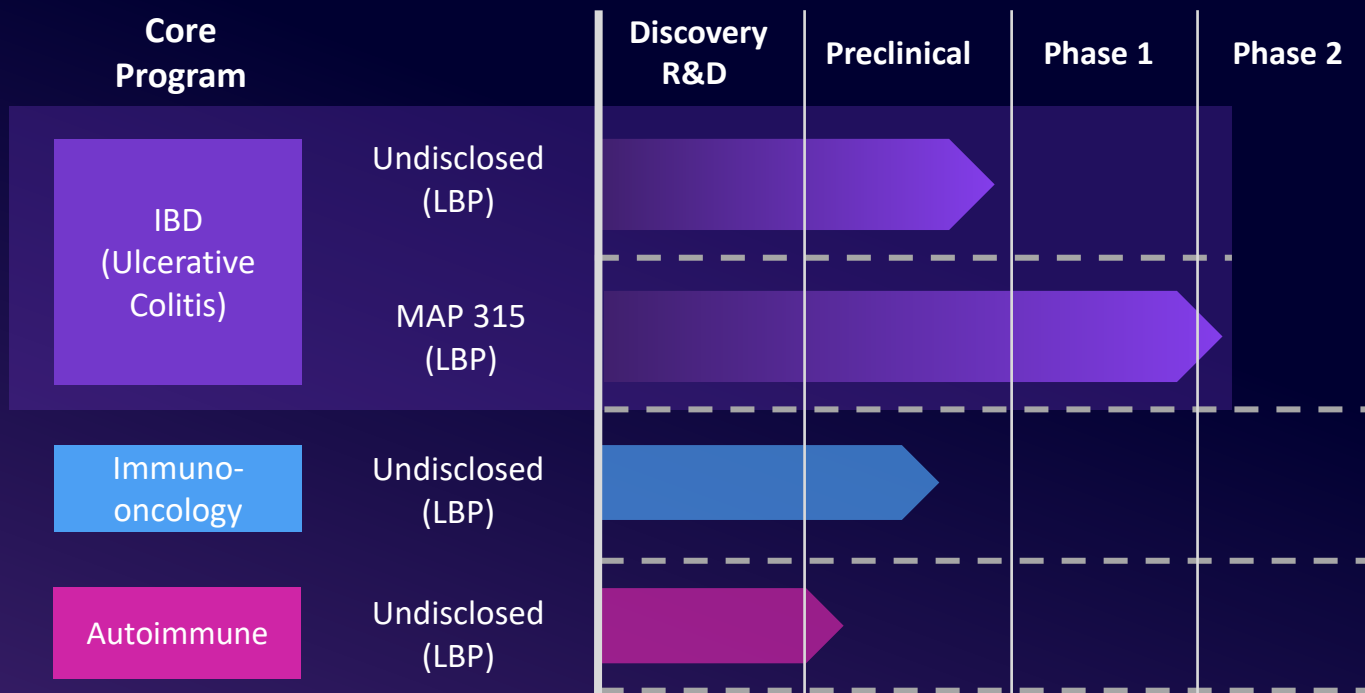 Core
Program
Discovery
R&D
Preclinical
Phase 1
Phase 2
IBD
(Ulcerative
Colitis)
Undisclosed
(LBP)
MAP 315
(LBP)
Immuno-
oncology
Undisclosed
(LBP)
Autoimmune
Undisclosed
(LBP)